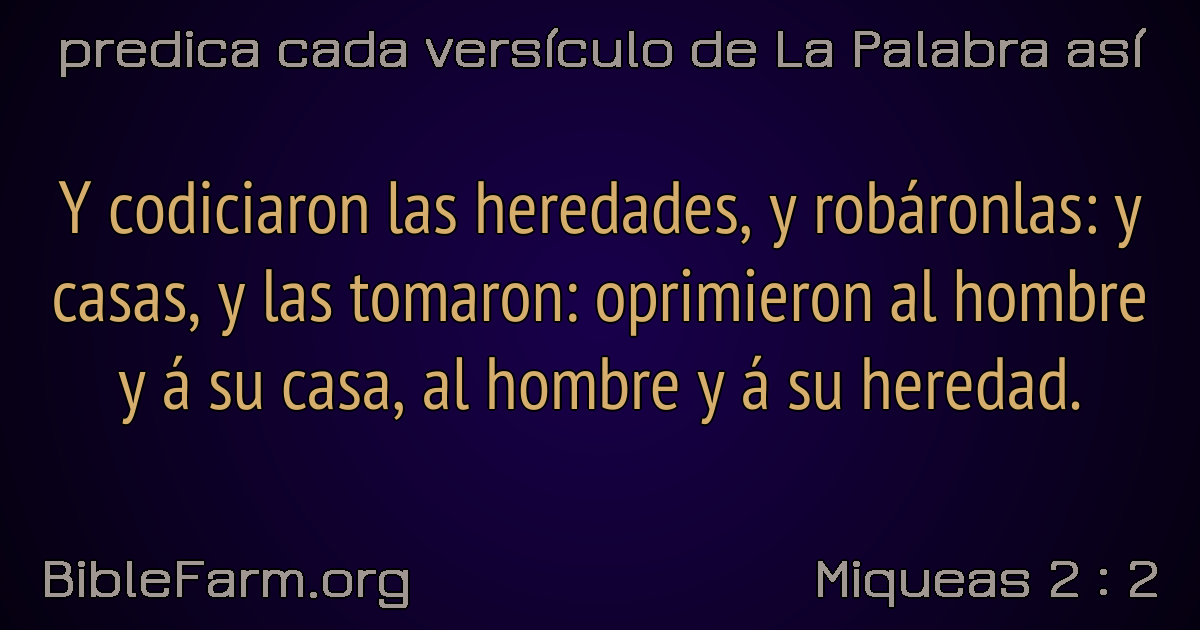 predica cada versículo de La Palabra así
Y codiciaron las heredades, y robáronlas: y
casas, y las tomaron: oprimieron al hombre
y á su casa, al hombre y á su heredad.
BibleFarm.org
Miqueas 2 : 2